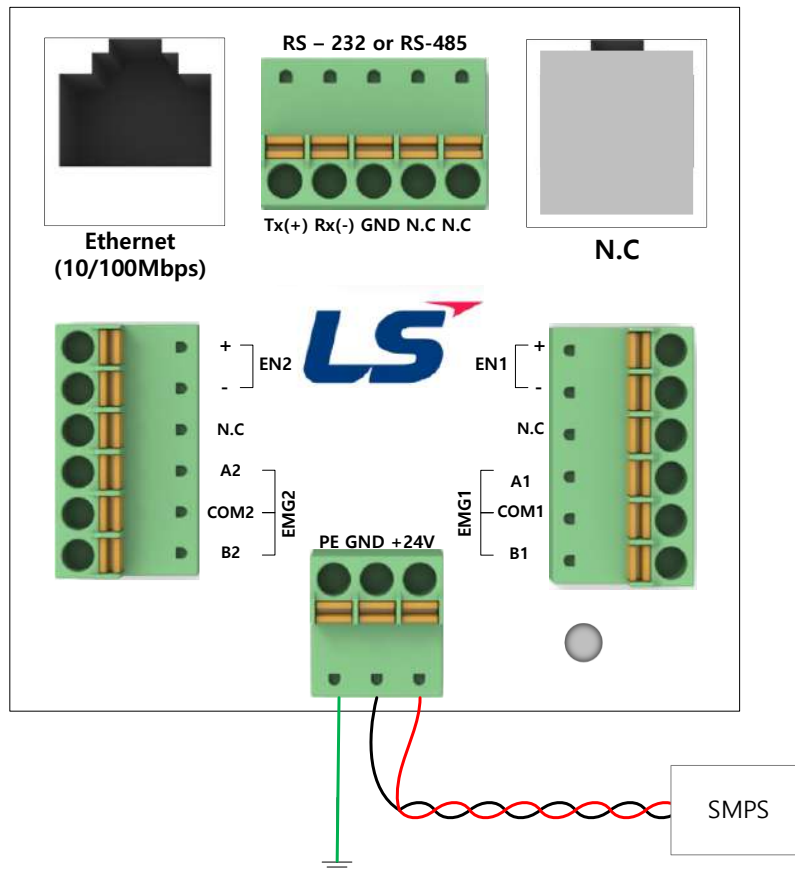 RS – 232 or RS-485
Tx(+) Rx(-) GND N.C N.C
Ethernet
(10/100Mbps)
N.C
LS
+
EN2
-
N.C
A2
COM2
EMG2
B2
EN1
+
-
N.C
A1
EMG1
COM1
B1
PE GND +24V
SMPS